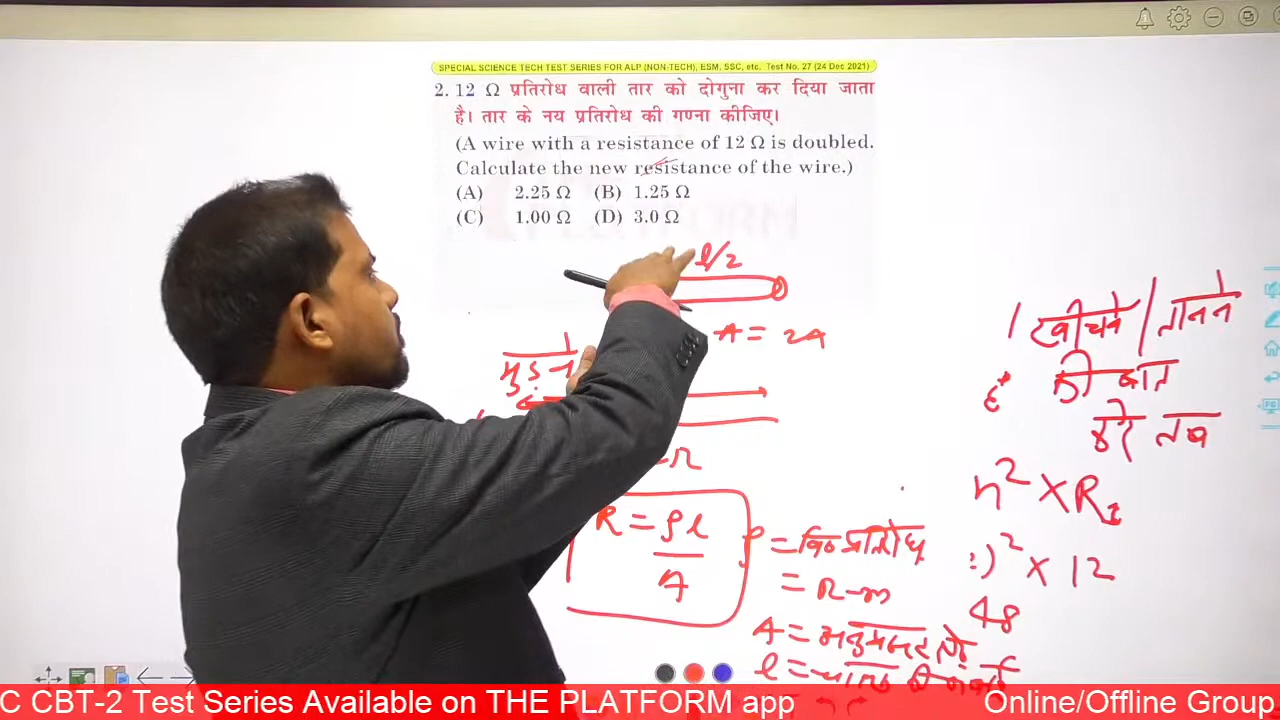 SPECIAL SCIENCE TECH TEST SERIES FOR ALP (NON-TECH), ESM, SSC, etc. Test No. 27 (24 Dec 2021)
2. 12 Ω प्रतिरोध वाली तार को दोगुना कर दिया जाता
है। तार के नय प्रतिरोध की गणना कीजिए।
(A wire with a resistance of 12 Ω is doubled.
Calculate the new resistance of the wire.)
(A) 2.25 Ω (B) 1.25 Ω
(C) 1.00 Ω (D) 3.0 Ω
l/2
A = 2A
R = ρl
A
= वि० प्रतिरोध
= Ω-m
A =
l =
खीचने / तानने
की बात
करे तब
n² × R₁
)² × 12
48
C CBT-2 Test Series Available on THE PLATFORM app
Online/Offline Group